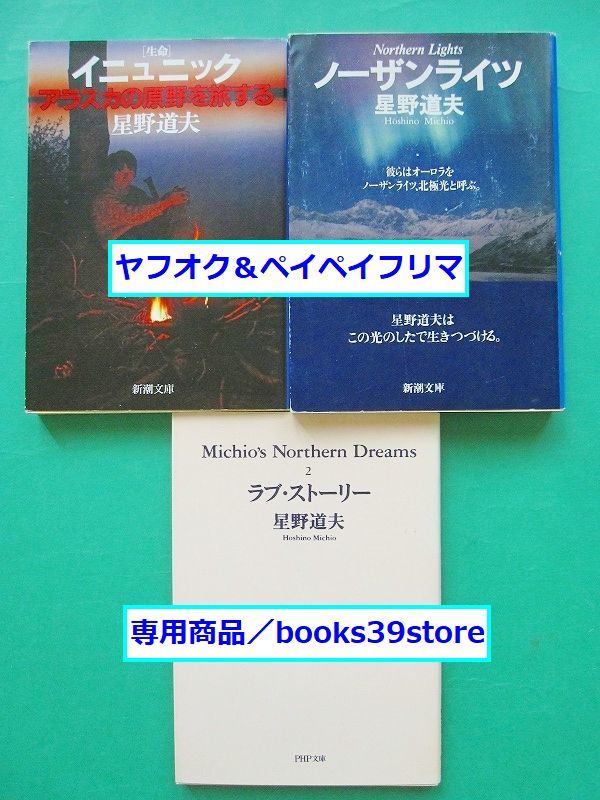 [生命]
イニュニック
アラスカの原野を旅する
星野道夫
新潮文庫
Northern Lights
ノーザンライツ
星野道夫
Hoshino Michio
彼らはオーロラを
ノーザンライツ、北極光と呼ぶ。
星野道夫は
この光のしたで生きつづける。
新潮文庫
ヤフオク&ペイペイフリマ
Michio's Northern Dreams
2
ラブ・ストーリー
星野道夫
Hoshino Michio
専用商品/books39store
PHP文庫